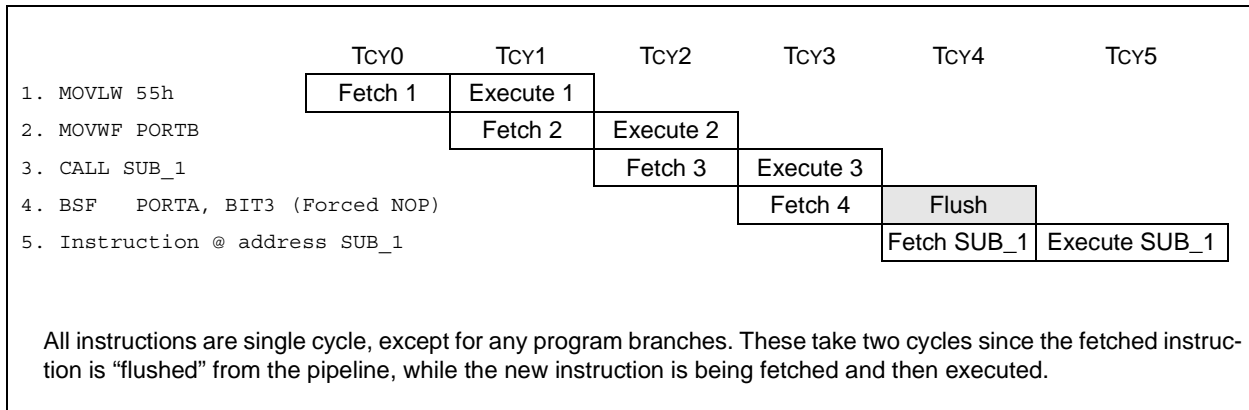 TCY0 TCY1 TCY2 TCY3 TCY4 TCY5
1. MOVLW 55h Fetch 1 Execute 1
2. MOVWF PORTB Fetch 2 Execute 2
3. CALL SUB_1 Fetch 3 Execute 3
4. BSF PORTA, BIT3 (Forced NOP) Fetch 4 Flush
5. Instruction @ address SUB_1 Fetch SUB_1 Execute SUB_1
All instructions are single cycle, except for any program branches. These take two cycles since the fetched instruc-
tion is “flushed” from the pipeline, while the new instruction is being fetched and then executed.